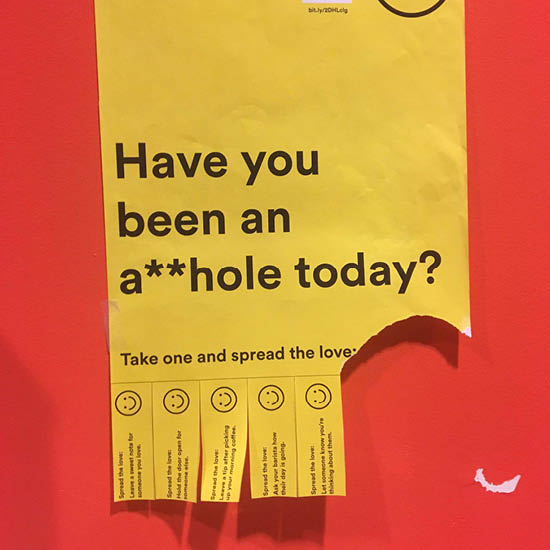 bit.ly/2DHLclg
Have you
been an
a**hole today?
Take one and spread the love:
Spread the love:
Leave a sweet note for
someone you love.
Spread the love:
Hold the door open for
someone else.
Spread the love:
Leave a tip after picking
up your morning coffee.
Spread the love:
Ask your barista how
their day is going.
Spread the love:
Let someone know you're
thinking about them.